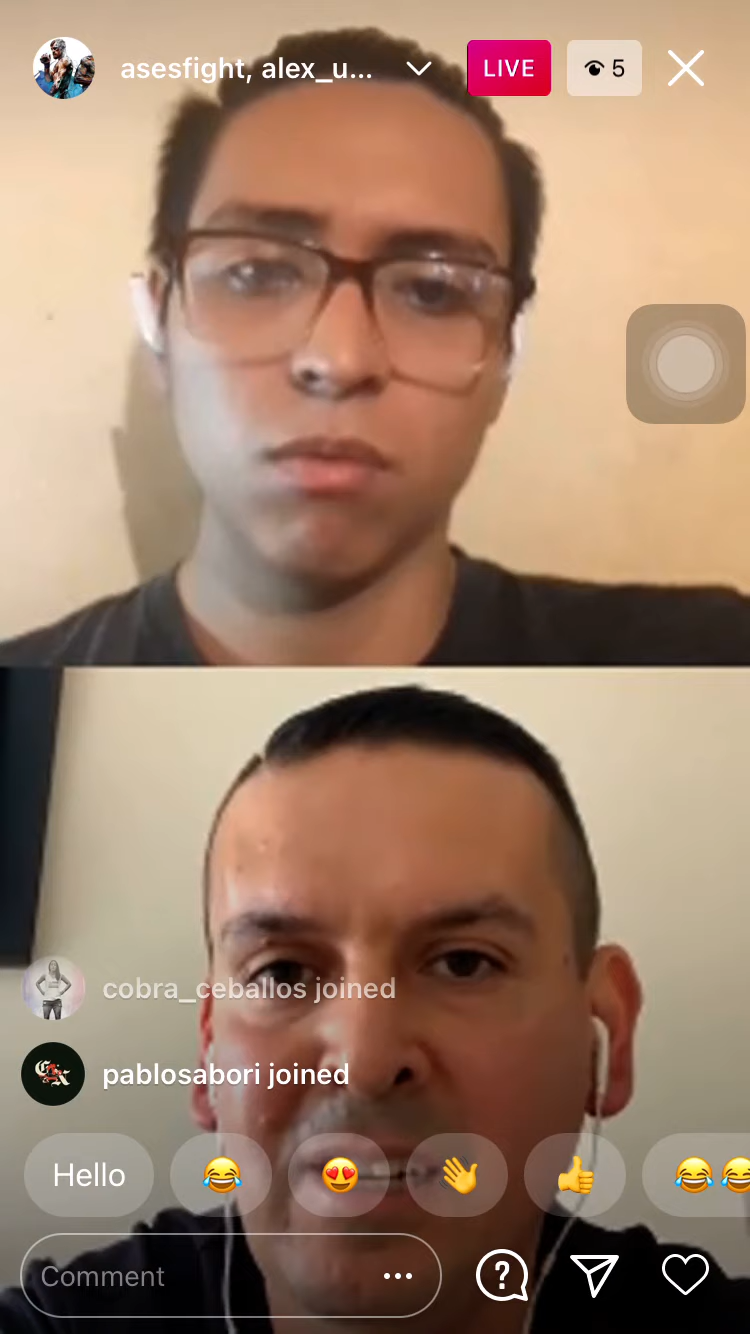 asesfight, alex_u...
LIVE
5
cobra_ceballos joined
pablosabori joined
Hello
Comment